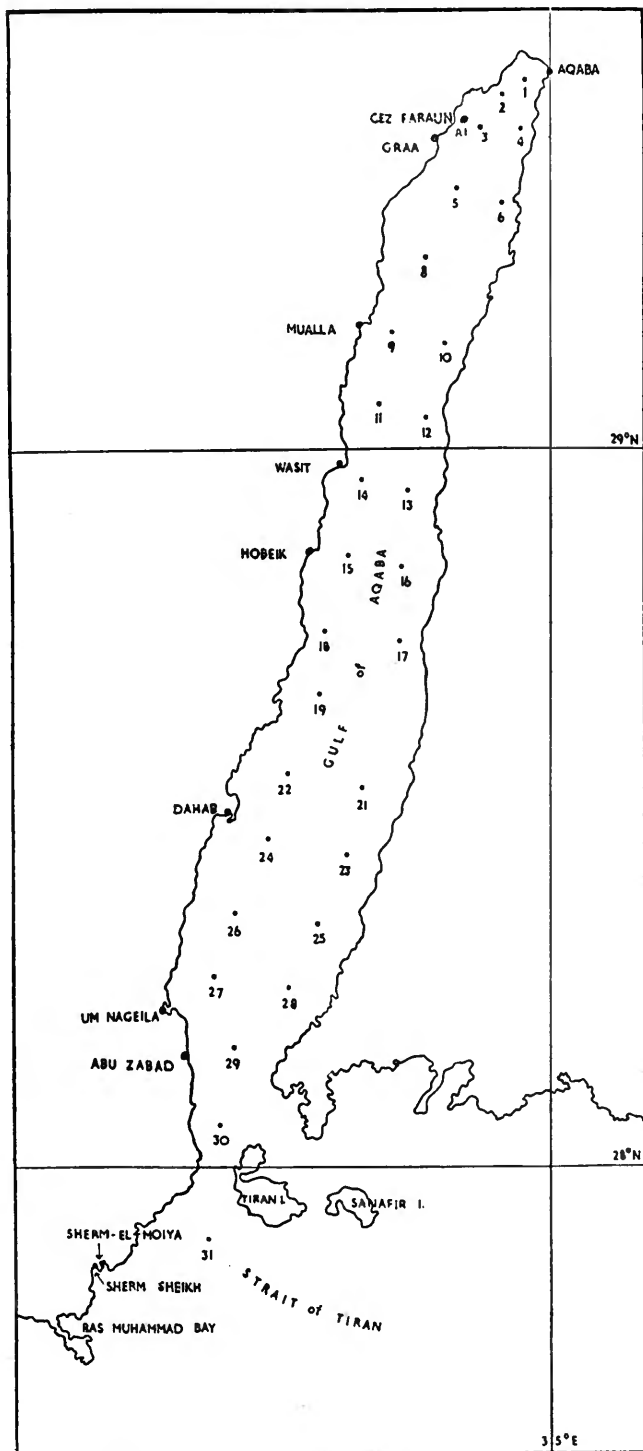 AQABA
1
2
GEZ FARAUN
A1
3
4
GRAA
5
6
8
MUALLA
9
10
11
12
29°N
WASIT
14
13
HOBEIK
15
16
18
17
19
GULF of AQABA
22
21
DAHAB
24
23
26
25
27
28
UM NAGEILA
ABU ZABAD
29
30
28°N
TIRAN I.
SANAFIR I.
31
SHERM-EL-MOIYA
SHERM SHEIKH
STRAIT of TIRAN
RAS MUHAMMAD BAY
35°E